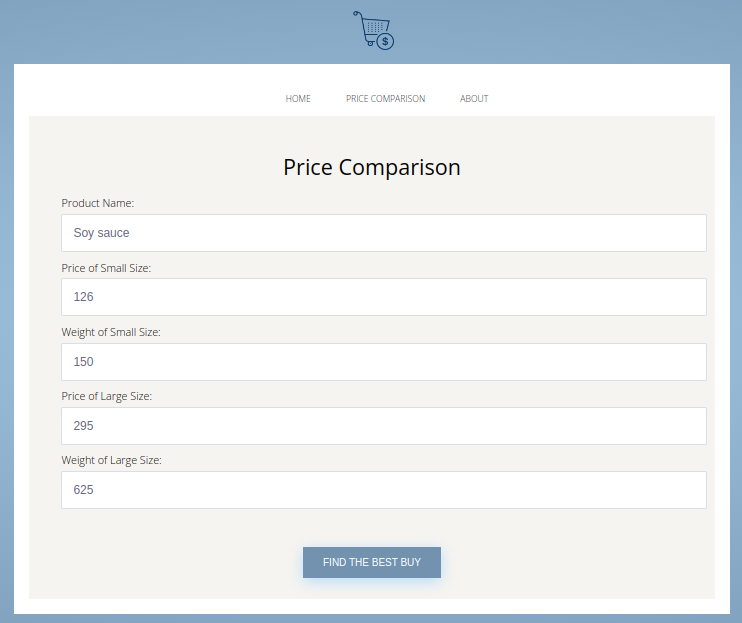 $
HOME PRICE COMPARISON ABOUT
Price Comparison
Product Name:
Soy sauce
Price of Small Size:
126
Weight of Small Size:
150
Price of Large Size:
295
Weight of Large Size:
625
FIND THE BEST BUY